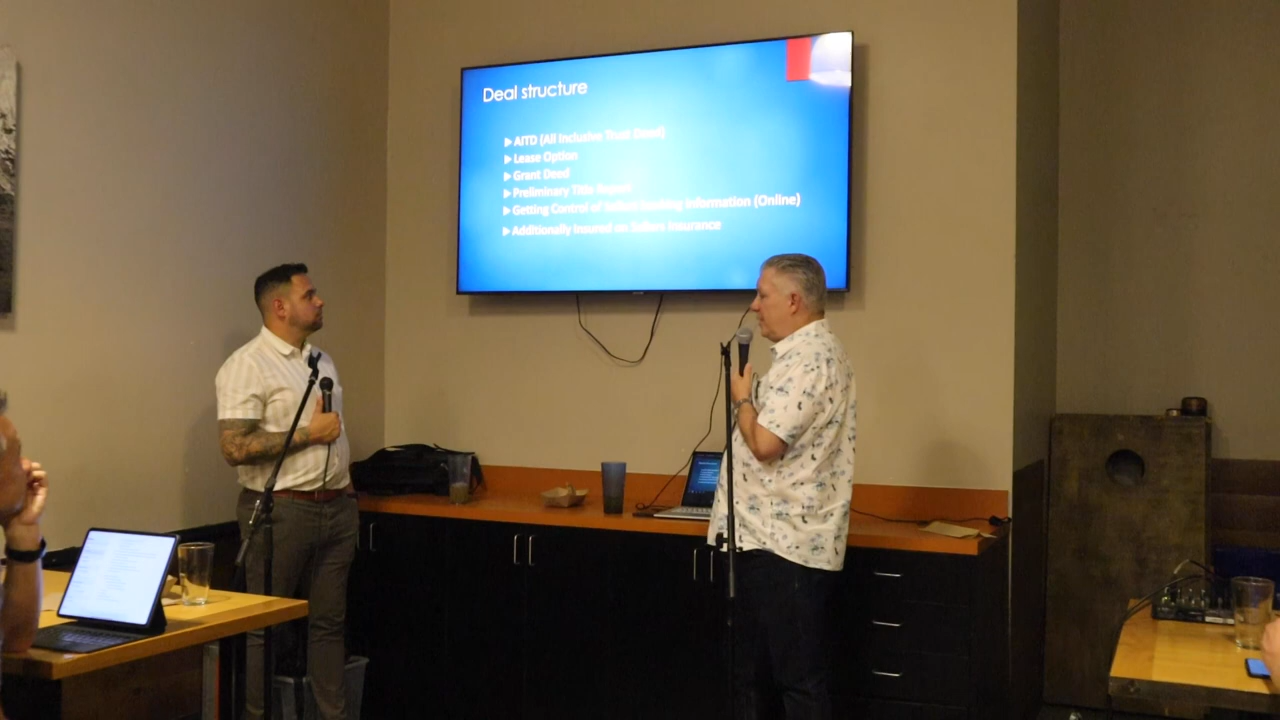 Deal structure
AITD (All Inclusive Trust Deed)
Lease Option
Grant Deed
Preliminary Title Report
Getting Control of Sellers banking information (Online)
Additionally insured on Sellers Insurance